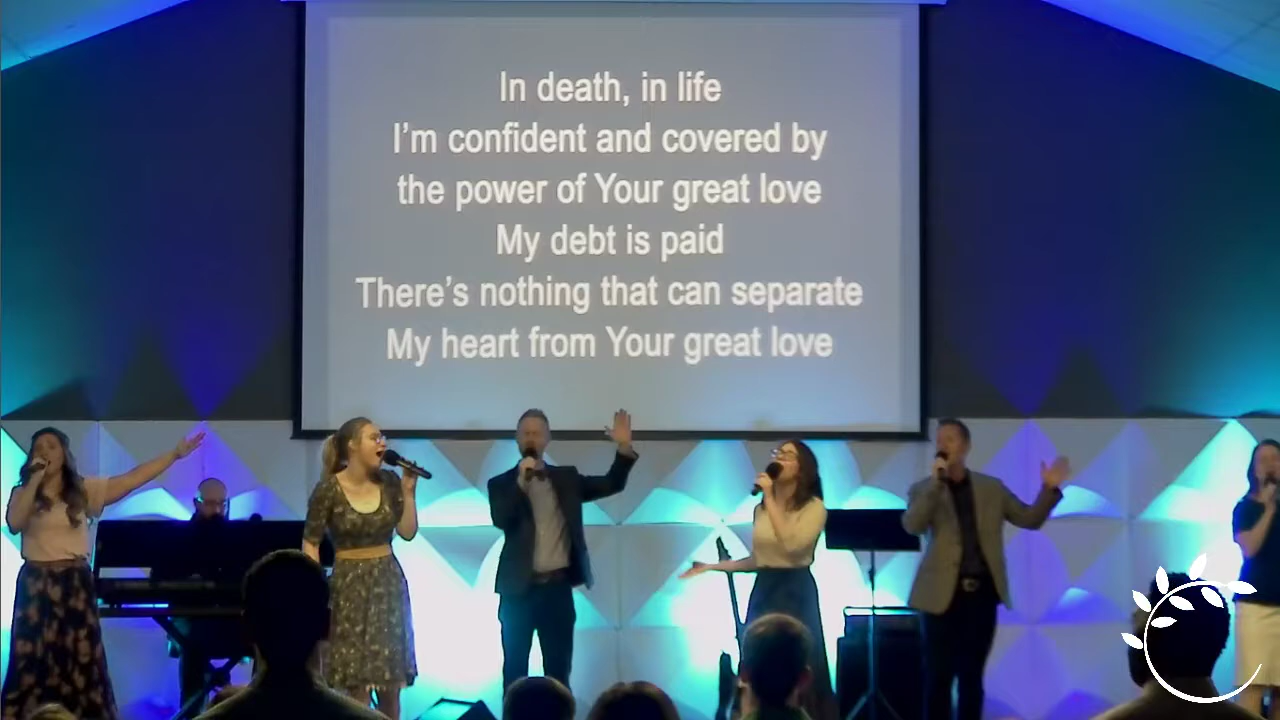 In death, in life
I’m confident and covered by
the power of Your great love
My debt is paid
There’s nothing that can separate
My heart from Your great love